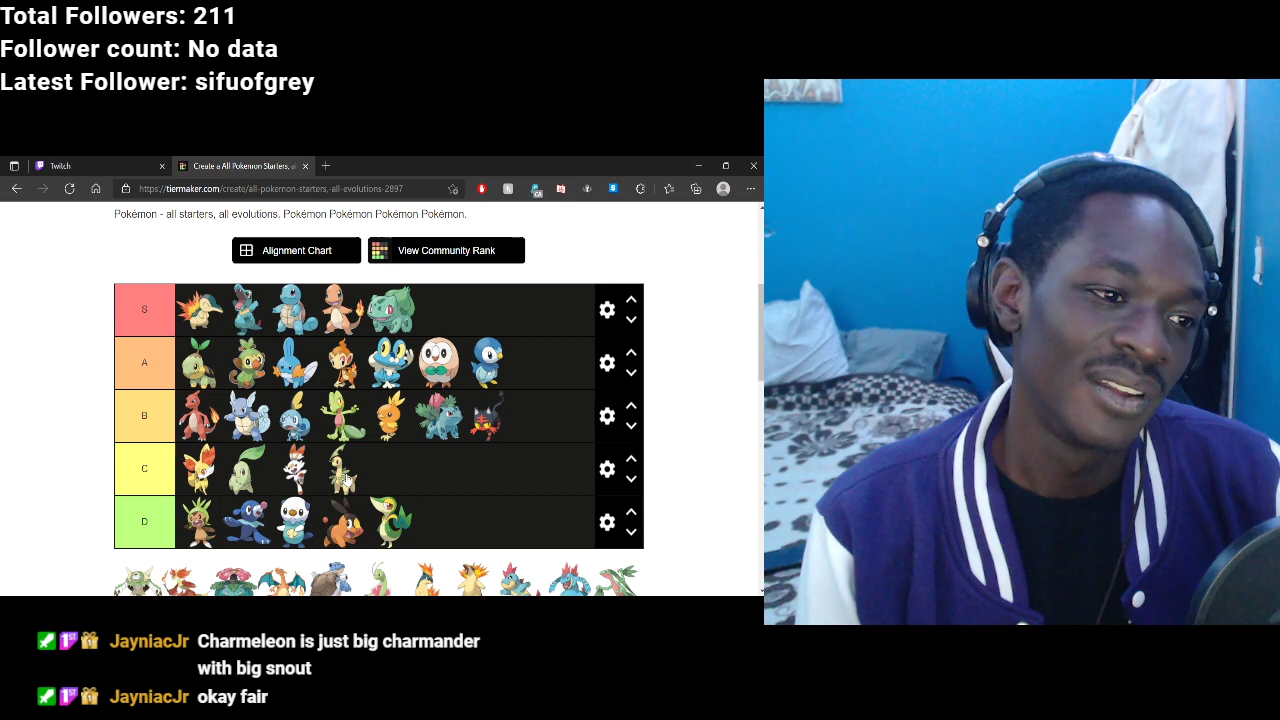 Total Followers: 211
Follower count: No data
Latest Follower: sifuofgrey
Twitch
Create a All Pokemon Starters, a
https://tiermaker.com/create/all-pokemon-starters,-all-evolutions-2897
Pokémon - all starters, all evolutions. Pokémon Pokémon Pokémon Pokémon.
Alignment Chart
View Community Rank
S
A
B
C
D
JayniacJr Charmeleon is just big charmander
with big snout
JayniacJr okay fair